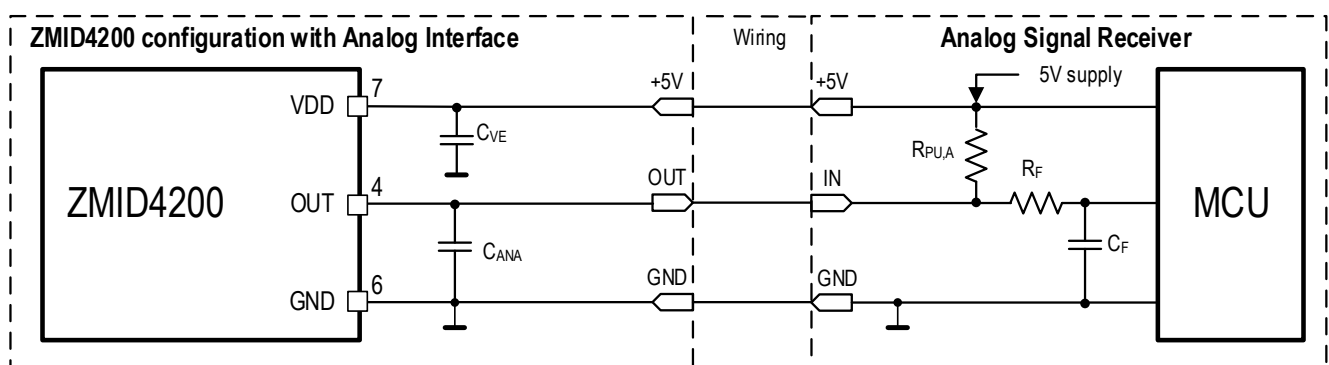 ZMID4200 configuration with Analog Interface
Wiring
Analog Signal Receiver
VDD
7
+5V
+5V
5V supply
CVE
RPU,A
RF
ZMID4200
OUT
4
OUT
IN
MCU
CANA
CF
GND
6
GND
GND